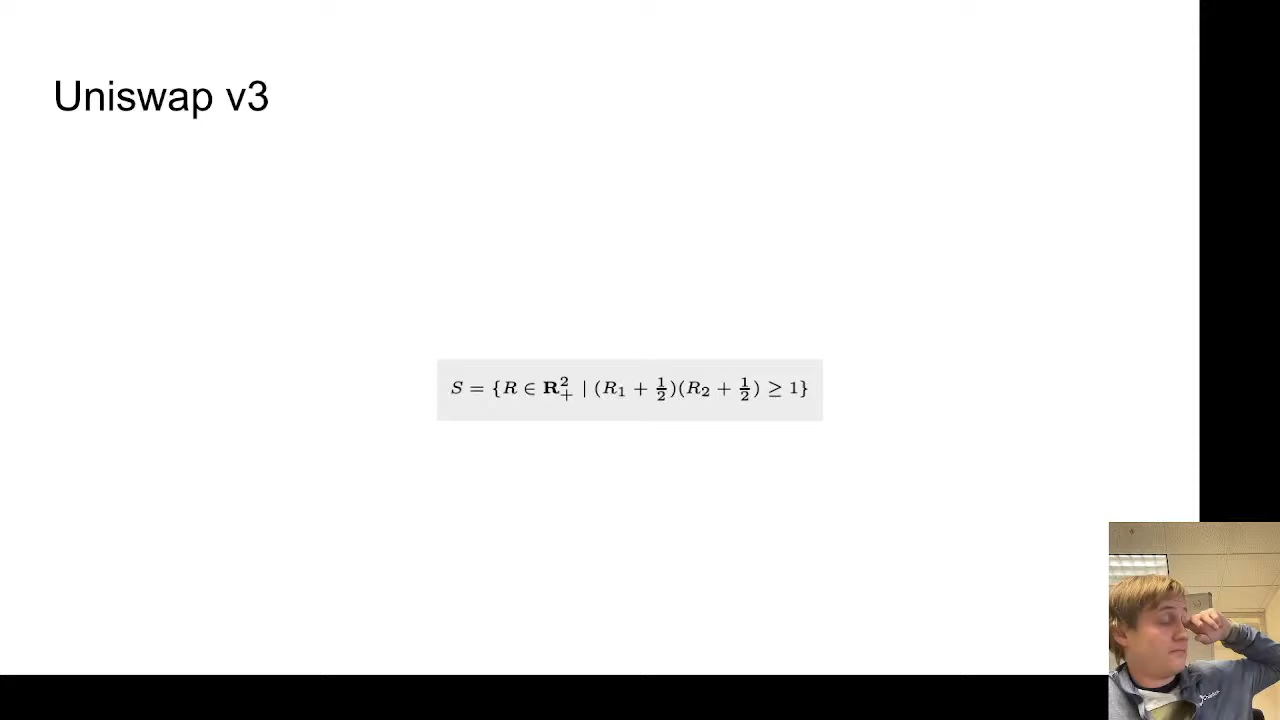 Uniswap v3
S = {R ∈ R²₊ | (R₁ + ½)(R₂ + ½) ≥ 1}